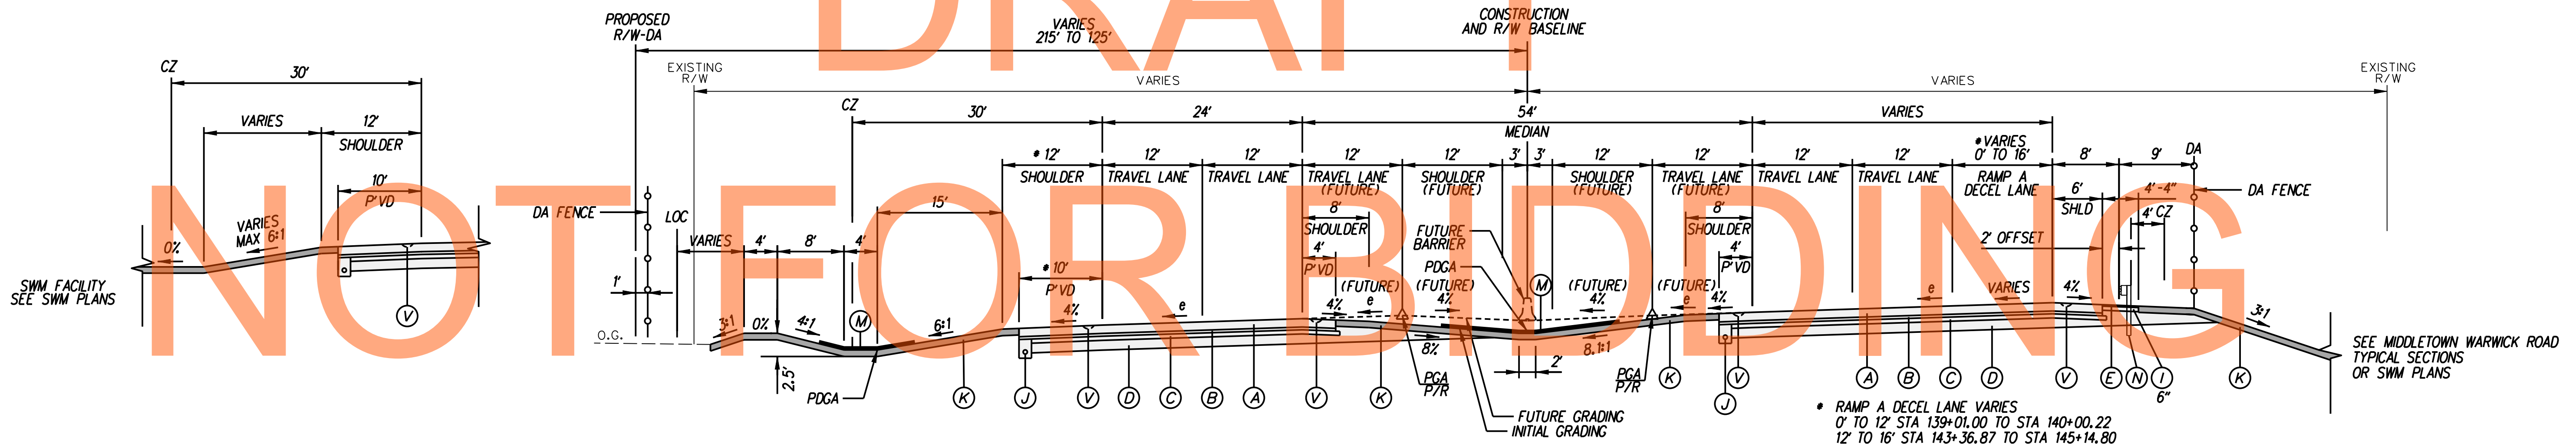 DRAFT
NOT FOR BIDDING
CZ
30'
VARIES
12'
SHOULDER
10'
P'VD
VARIES
MAX 6:1
0%
SWM FACILITY
SEE SWM PLANS
V
PROPOSED
R/W-DA
VARIES
215' TO 125'
CONSTRUCTION
AND R/W BASELINE
EXISTING
R/W
VARIES
VARIES
EXISTING
R/W
CZ
30'
24'
54'
MEDIAN
VARIES
* 12'
SHOULDER
12'
TRAVEL LANE
12'
TRAVEL LANE
12'
TRAVEL LANE
(FUTURE)
12'
SHOULDER
(FUTURE)
3'
3'
12'
SHOULDER
(FUTURE)
12'
TRAVEL LANE
(FUTURE)
12'
TRAVEL LANE
12'
TRAVEL LANE
* VARIES
0' TO 16'
RAMP A
DECEL LANE
8'
9'
DA
DA FENCE
DA FENCE
LOC
15'
8'
SHOULDER
FUTURE
BARRIER
8'
SHOULDER
6'
SHLD
4'-4"
4' CZ
2' OFFSET
VARIES
4'
8'
4'
4'
P'VD
PDGA
4'
P'VD
1'
* 10'
P'VD
(FUTURE)
(FUTURE)
(FUTURE)
(FUTURE)
O.G.
3:1
0%
4:1
M
6:1
4%
e
4%
e
4%
M
4%
e
4%
e
VARIES
4%
3:1
8%
8.1:1
2'
2.5'
PDGA
PGA
P/R
PGA
P/R
K
J
V
D
C
B
A
V
K
K
V
J
A
B
C
D
V
E
N
I
6"
K
FUTURE GRADING
INITIAL GRADING
SEE MIDDLETOWN WARWICK ROAD
TYPICAL SECTIONS
OR SWM PLANS
* RAMP A DECEL LANE VARIES
0' TO 12' STA 139+01.00 TO STA 140+00.22
12' TO 16' STA 143+36.87 TO STA 145+14.80